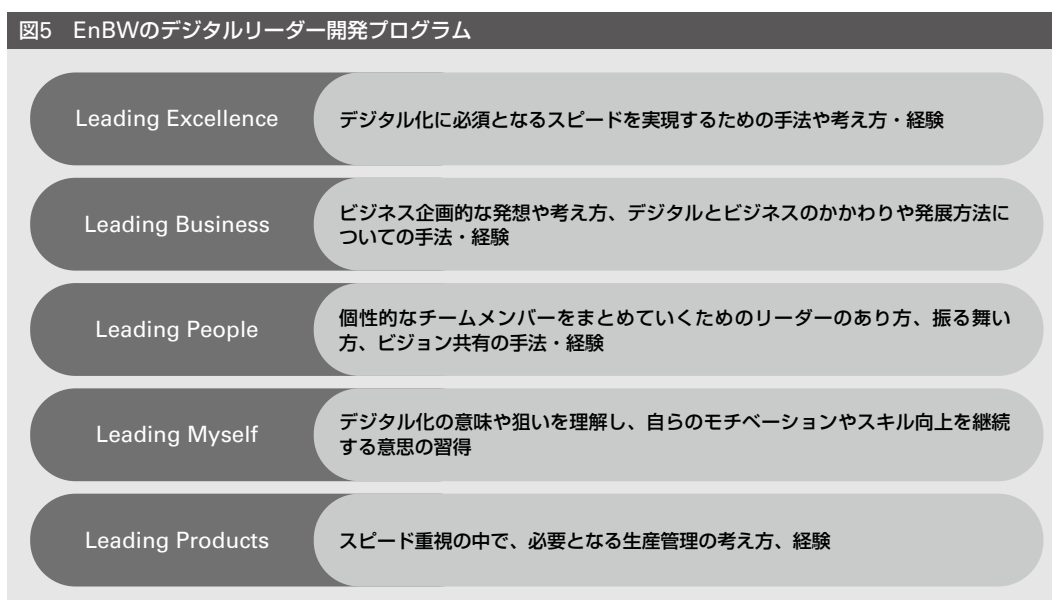 図5 EnBWのデジタルリーダー開発プログラム
Leading Excellence
デジタル化に必須となるスピードを実現するための手法や考え方・経験
Leading Business
ビジネス企画的な発想や考え方、デジタルとビジネスのかかわりや発展方法に
ついての手法・経験
Leading People
個性的なチームメンバーをまとめていくためのリーダーのあり方、振る舞い
方、ビジョン共有の手法・経験
Leading Myself
デジタル化の意味や狙いを理解し、自らのモチベーションやスキル向上を継続
する意思の習得
Leading Products
スピード重視の中で、必要となる生産管理の考え方、経験